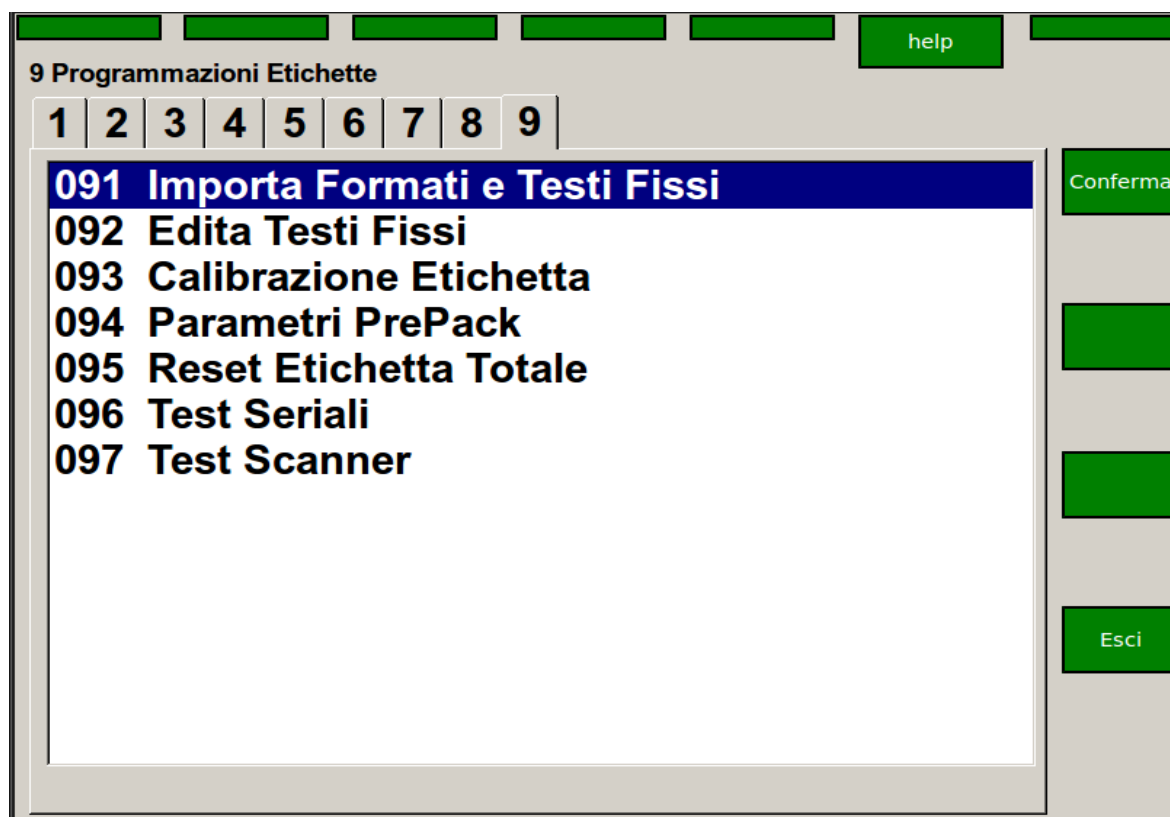 help
9 Programmazioni Etichette
1 2 3 4 5 6 7 8 9
091 Importa Formati e Testi Fissi
Conferma
092 Edita Testi Fissi
093 Calibrazione Etichetta
094 Parametri PrePack
095 Reset Etichetta Totale
096 Test Seriali
097 Test Scanner
Esci